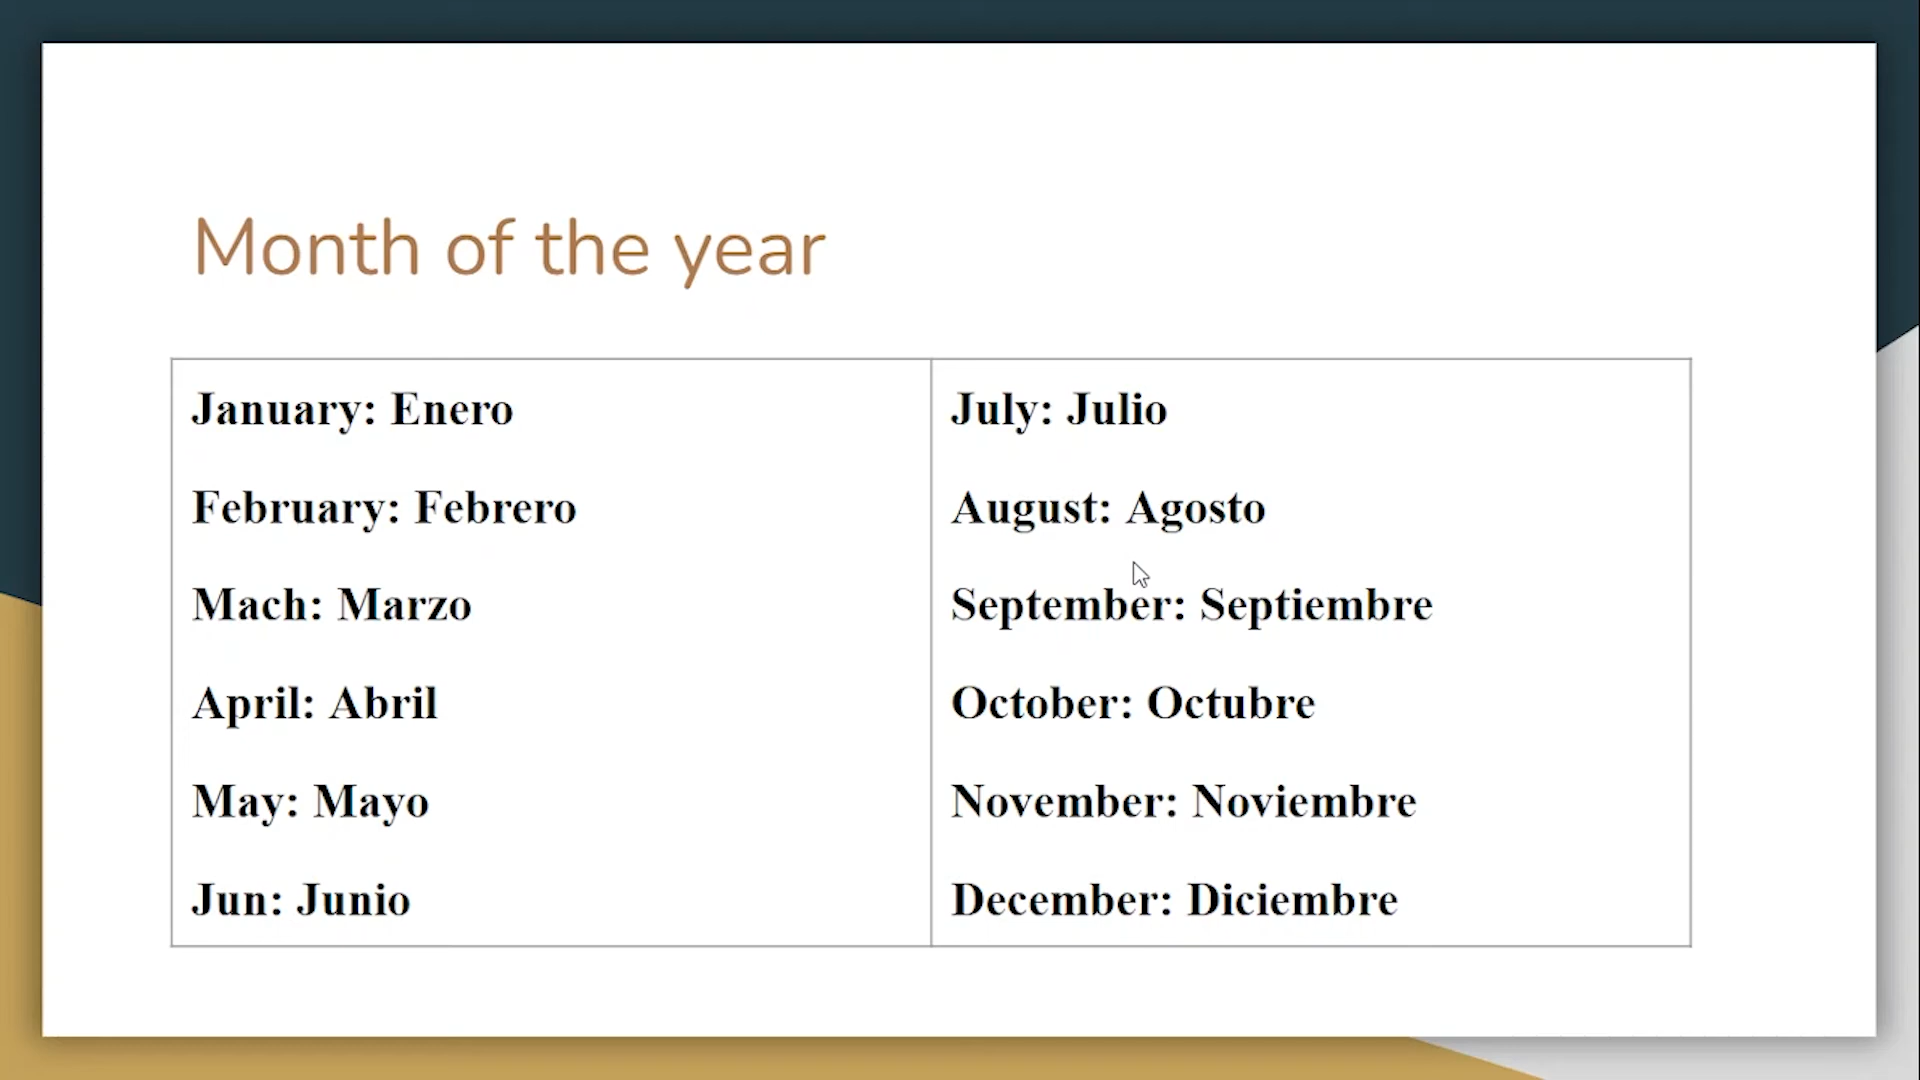 Month of the year
January: Enero
February: Febrero
Mach: Marzo
April: Abril
May: Mayo
Jun: Junio
July: Julio
August: Agosto
September: Septiembre
October: Octubre
November: Noviembre
December: Diciembre